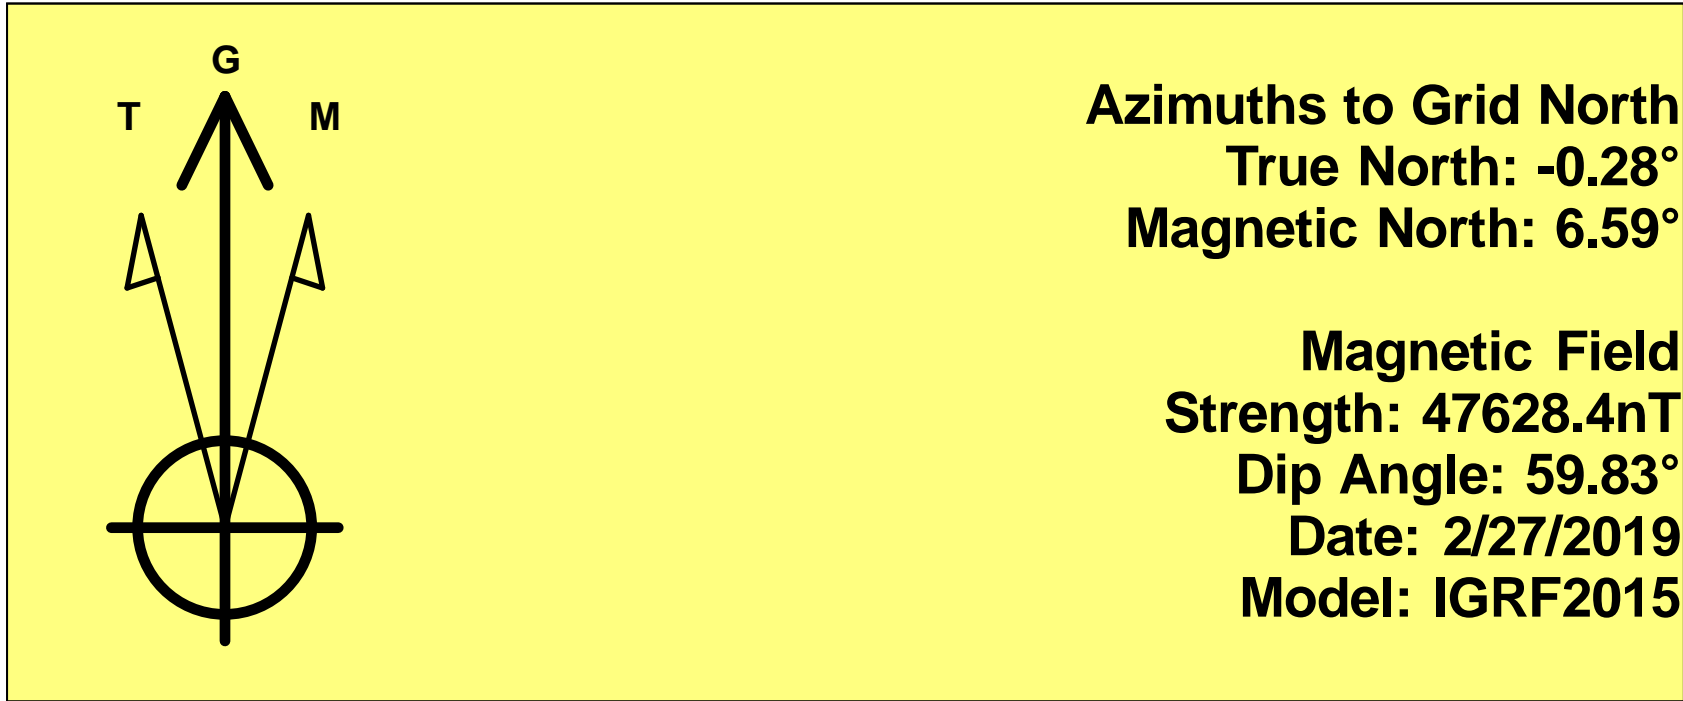 G
T M
Azimuths to Grid North
True North: -0.28°
Magnetic North: 6.59°
Magnetic Field
Strength: 47628.4nT
Dip Angle: 59.83°
Date: 2/27/2019
Model: IGRF2015